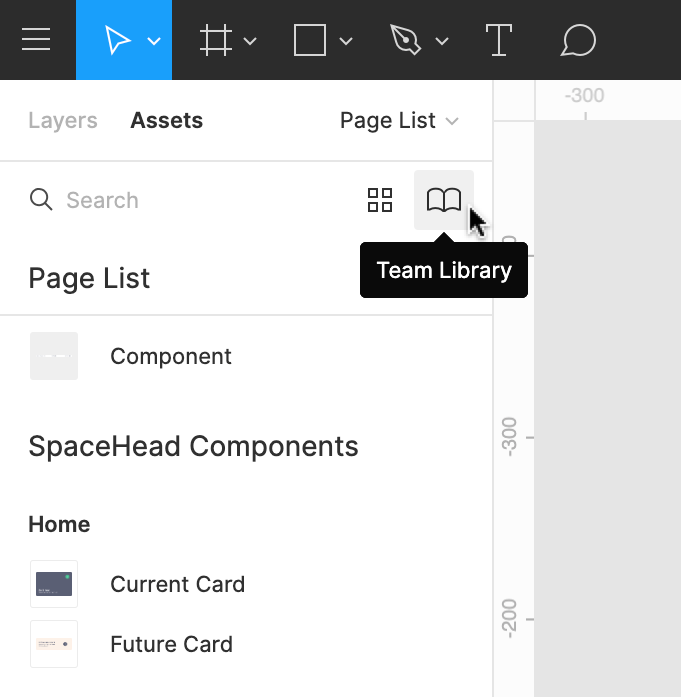 Layers Assets Page List
-300
Search
Team Library
Page List
Component
SpaceHead Components
-300
Home
Current Card
-200
Future Card